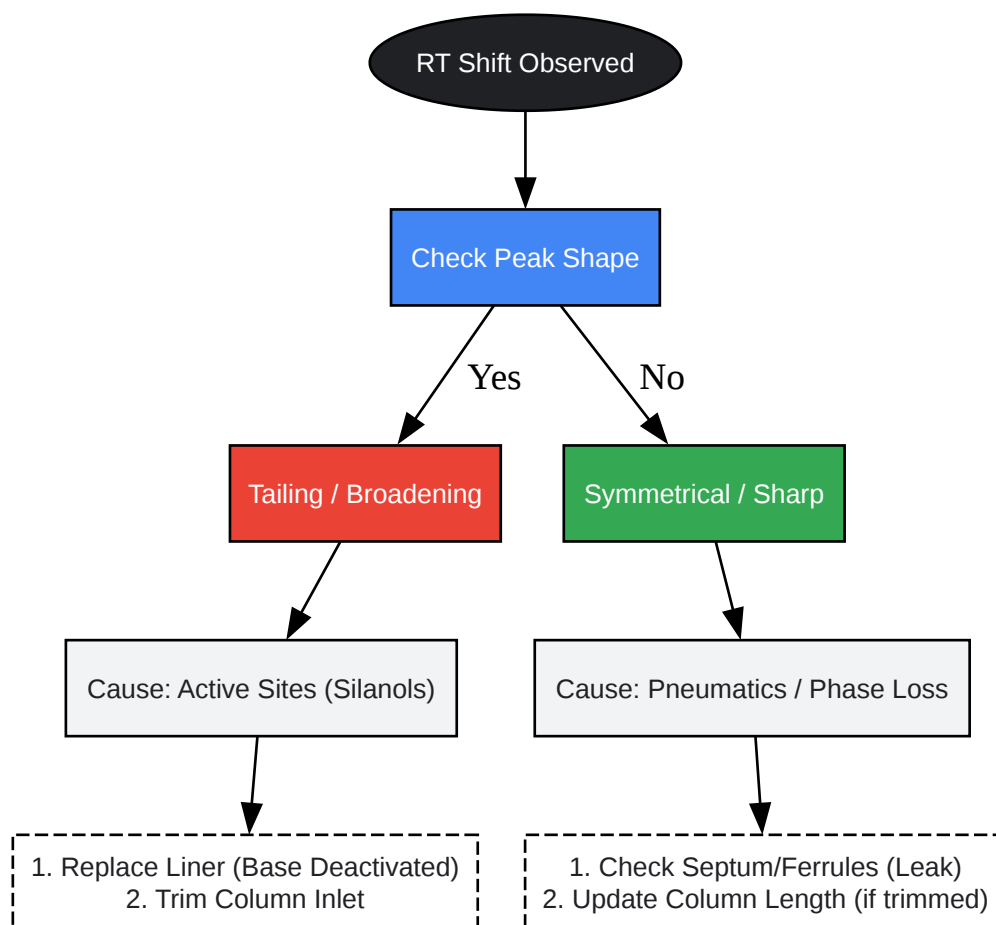 RT Shift Observed
Check Peak Shape
Yes
No
Tailing / Broadening
Symmetrical / Sharp
Cause: Active Sites (Silanols)
Cause: Pneumatics / Phase Loss
1. Replace Liner (Base Deactivated)
2. Trim Column Inlet
1. Check Septum/Ferrules (Leak)
2. Update Column Length (if trimmed)